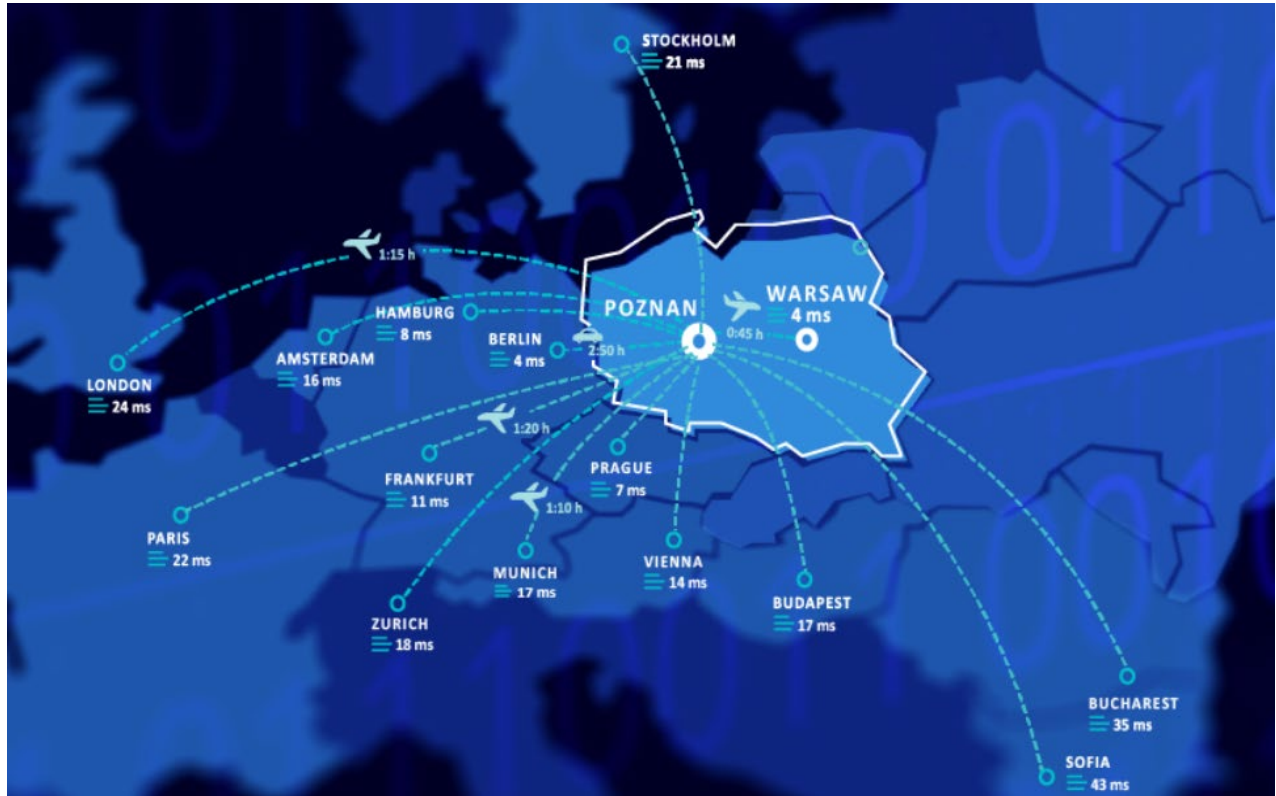 STOCKHOLM
21 ms
1:15 h
POZNAN
WARSAW
4 ms
0:45 h
HAMBURG
8 ms
BERLIN
4 ms
2:50 h
AMSTERDAM
16 ms
LONDON
24 ms
1:20 h
FRANKFURT
11 ms
PRAGUE
7 ms
1:10 h
PARIS
22 ms
MUNICH
17 ms
VIENNA
14 ms
BUDAPEST
17 ms
ZURICH
18 ms
BUCHAREST
35 ms
SOFIA
43 ms